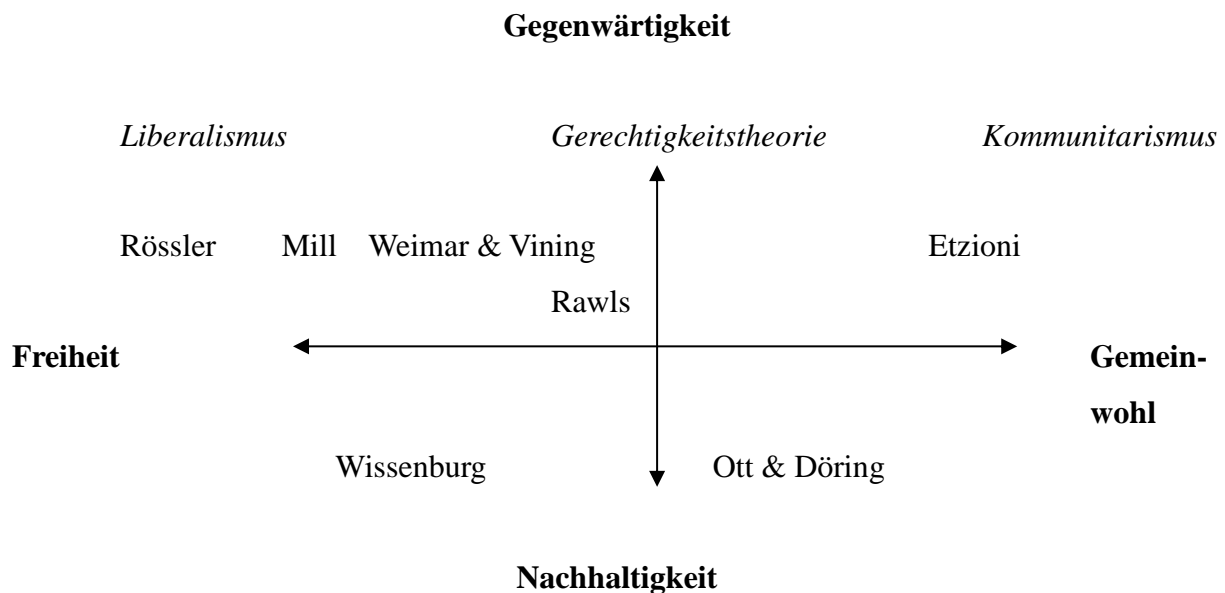 Gegenwärtigkeit
Liberalismus Gerechtigkeitstheorie Kommunitarismus
Rössler Mill Weimar & Vining Etzioni
Rawls
Freiheit Gemein-
wohl
Wissenburg Ott & Döring
Nachhaltigkeit